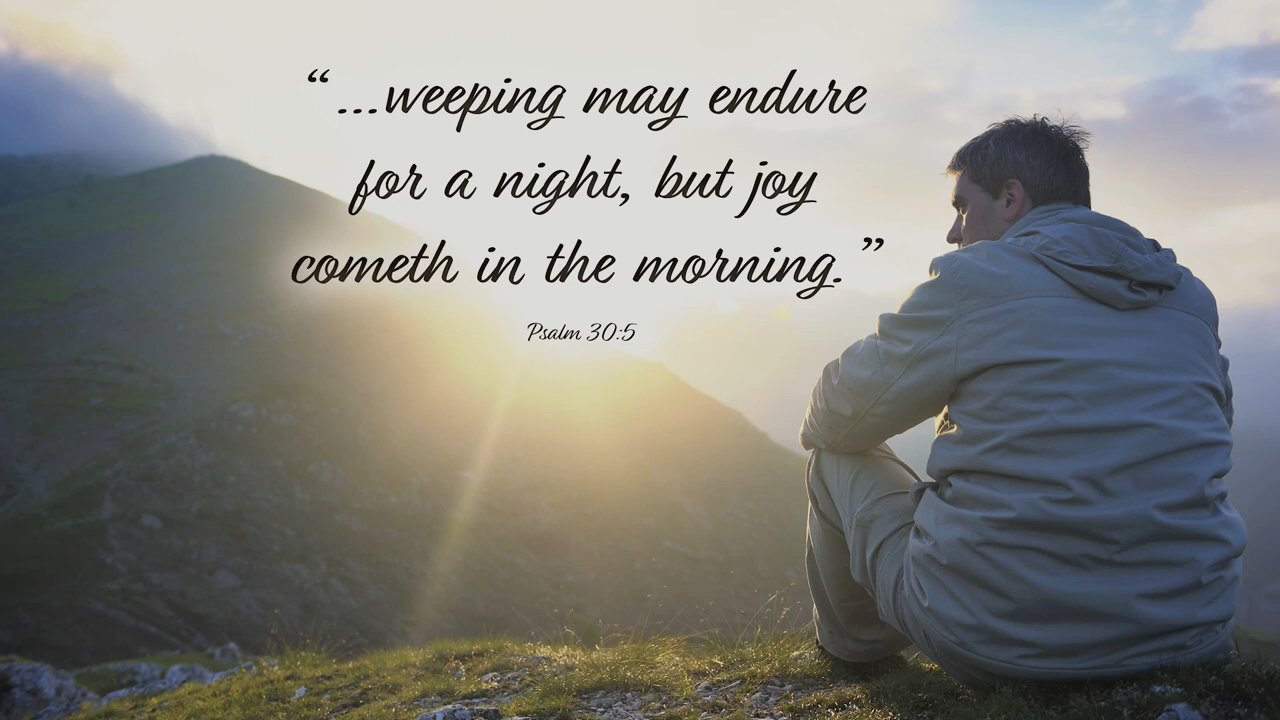 “...weeping may endure
for a night, but joy
cometh in the morning.”
Psalm 30:5